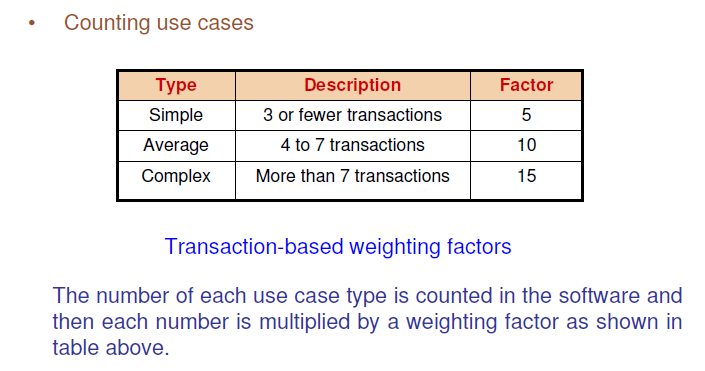 • Counting use cases
Type Description Factor
Simple 3 or fewer transactions 5
Average 4 to 7 transactions 10
Complex More than 7 transactions 15
Transaction-based weighting factors
The number of each use case type is counted in the software and
then each number is multiplied by a weighting factor as shown in
table above.